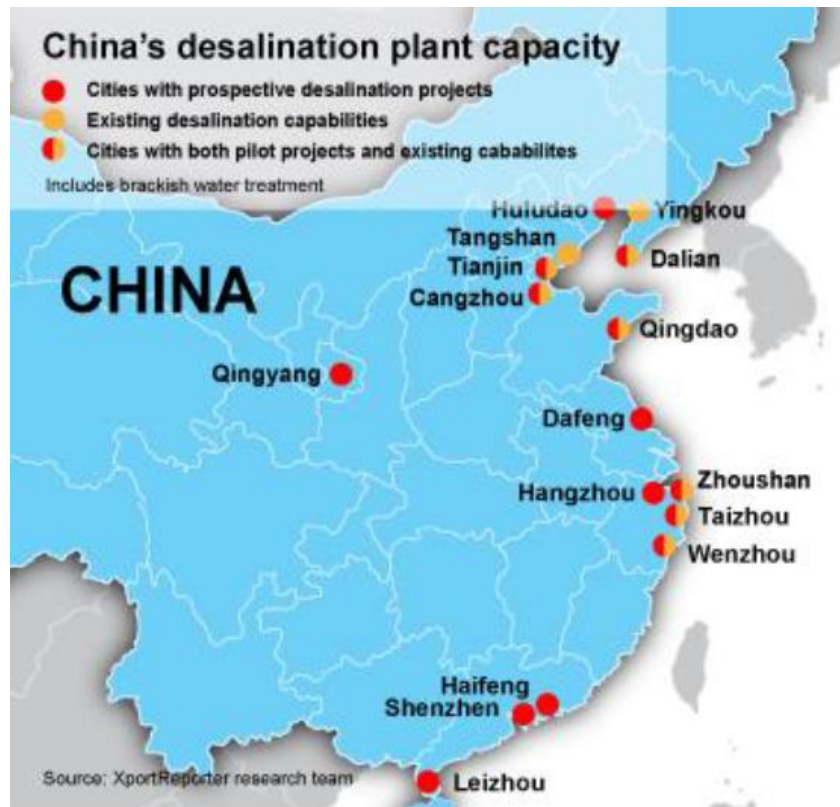 China's desalination plant capacity
Cities with prospective desalination projects
Existing desalination capabilities
Cities with both pilot projects and existing cababilites
Includes brackish water treatment
Huludao
Yingkou
Tangshan
Tianjin
Dalian
Cangzhou
CHINA
Qingdao
Qingyang
Dafeng
Zhoushan
Hangzhou
Taizhou
Wenzhou
Haifeng
Shenzhen
Source: XportReporter research team
Leizhou